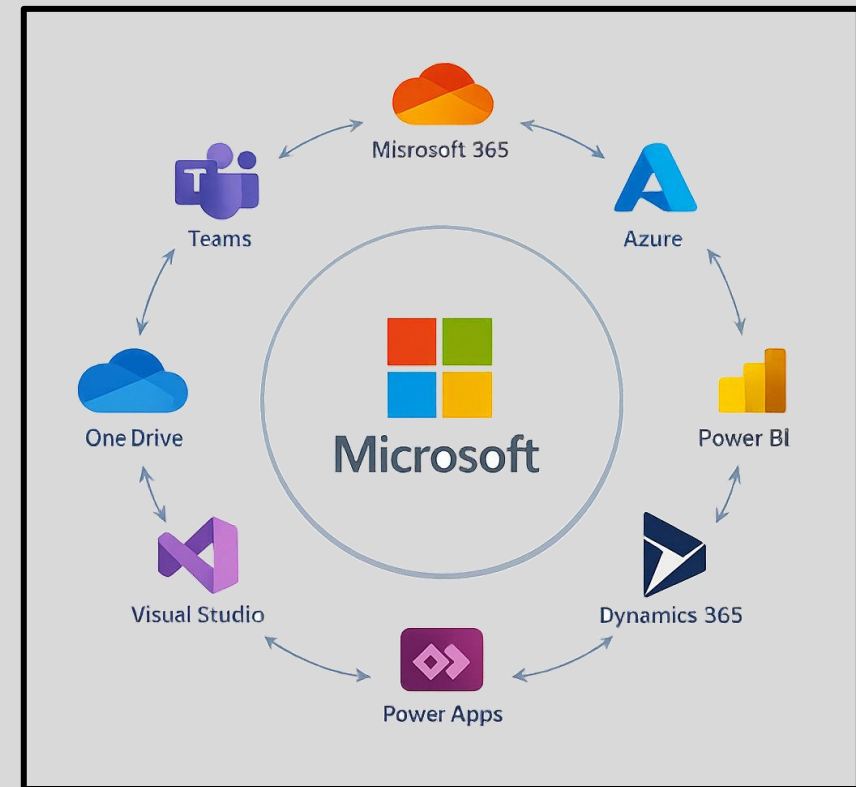 Misrosoft 365
Teams
Azure
One Drive
Microsoft
Power BI
Visual Studio
Dynamics 365
Power Apps
T